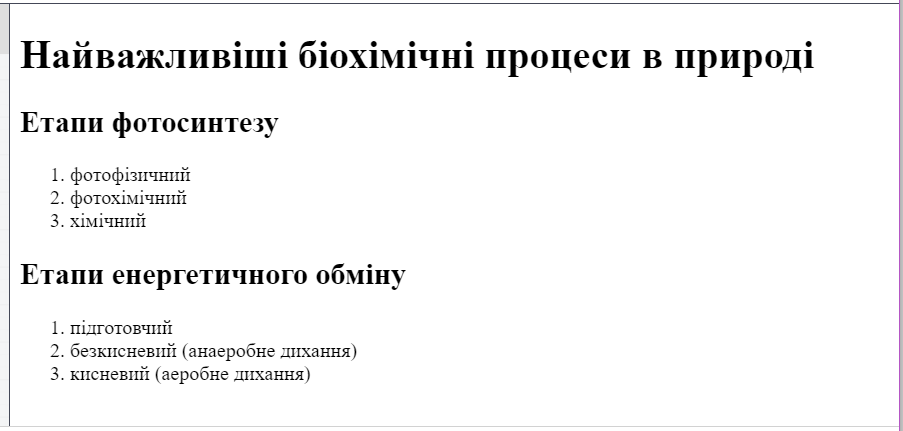 Найважливіші біохімічні процеси в природі
Етапи фотосинтезу
1. фотофізичний
2. фотохімічний
3. хімічний
Етапи енергетичного обміну
1. підготовчий
2. безкисневий (анаеробне дихання)
3. кисневий (аеробне дихання)